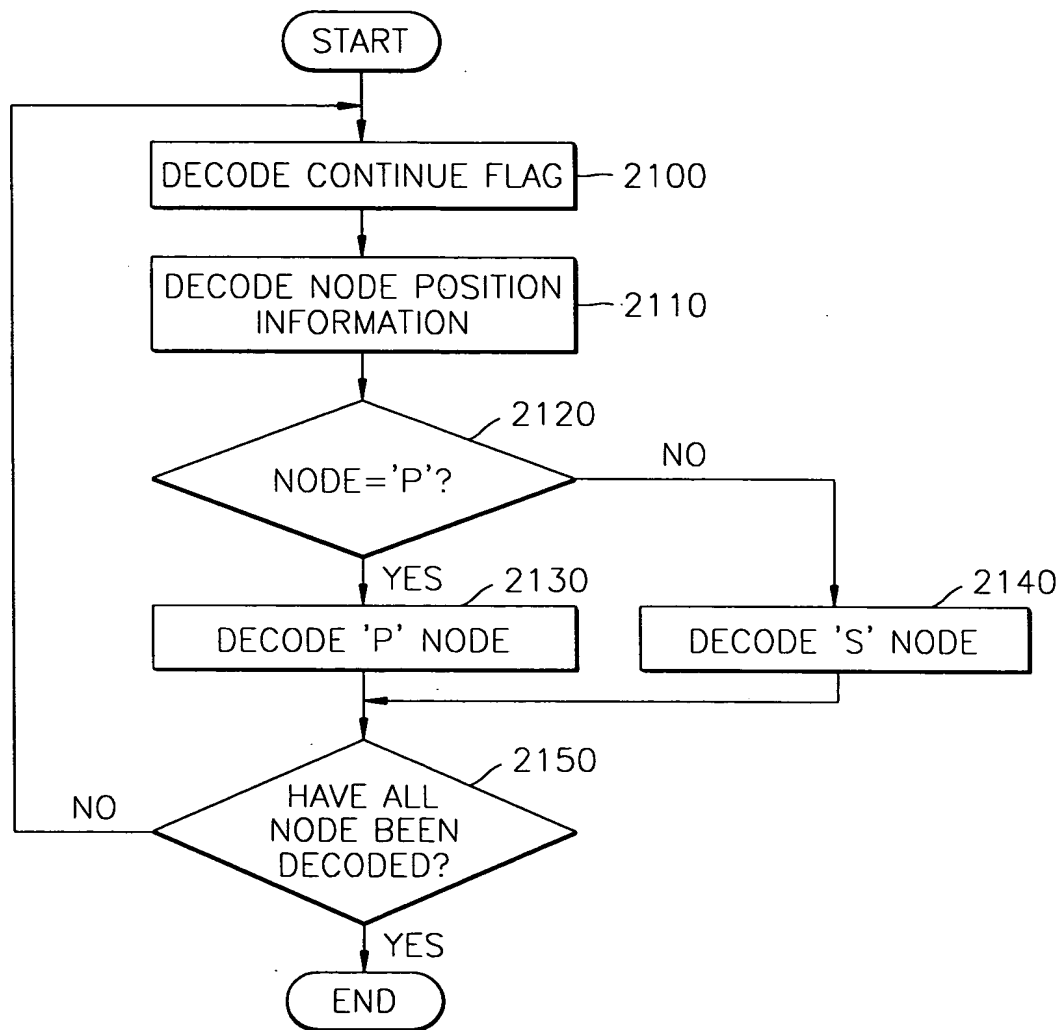 START
DECODE CONTINUE FLAG
2100
DECODE NODE POSITION
INFORMATION
2110
2120
NODE='P'?
NO
YES
2130
2140
DECODE 'P' NODE
DECODE 'S' NODE
2150
HAVE ALL
NODE BEEN
DECODED?
NO
YES
END